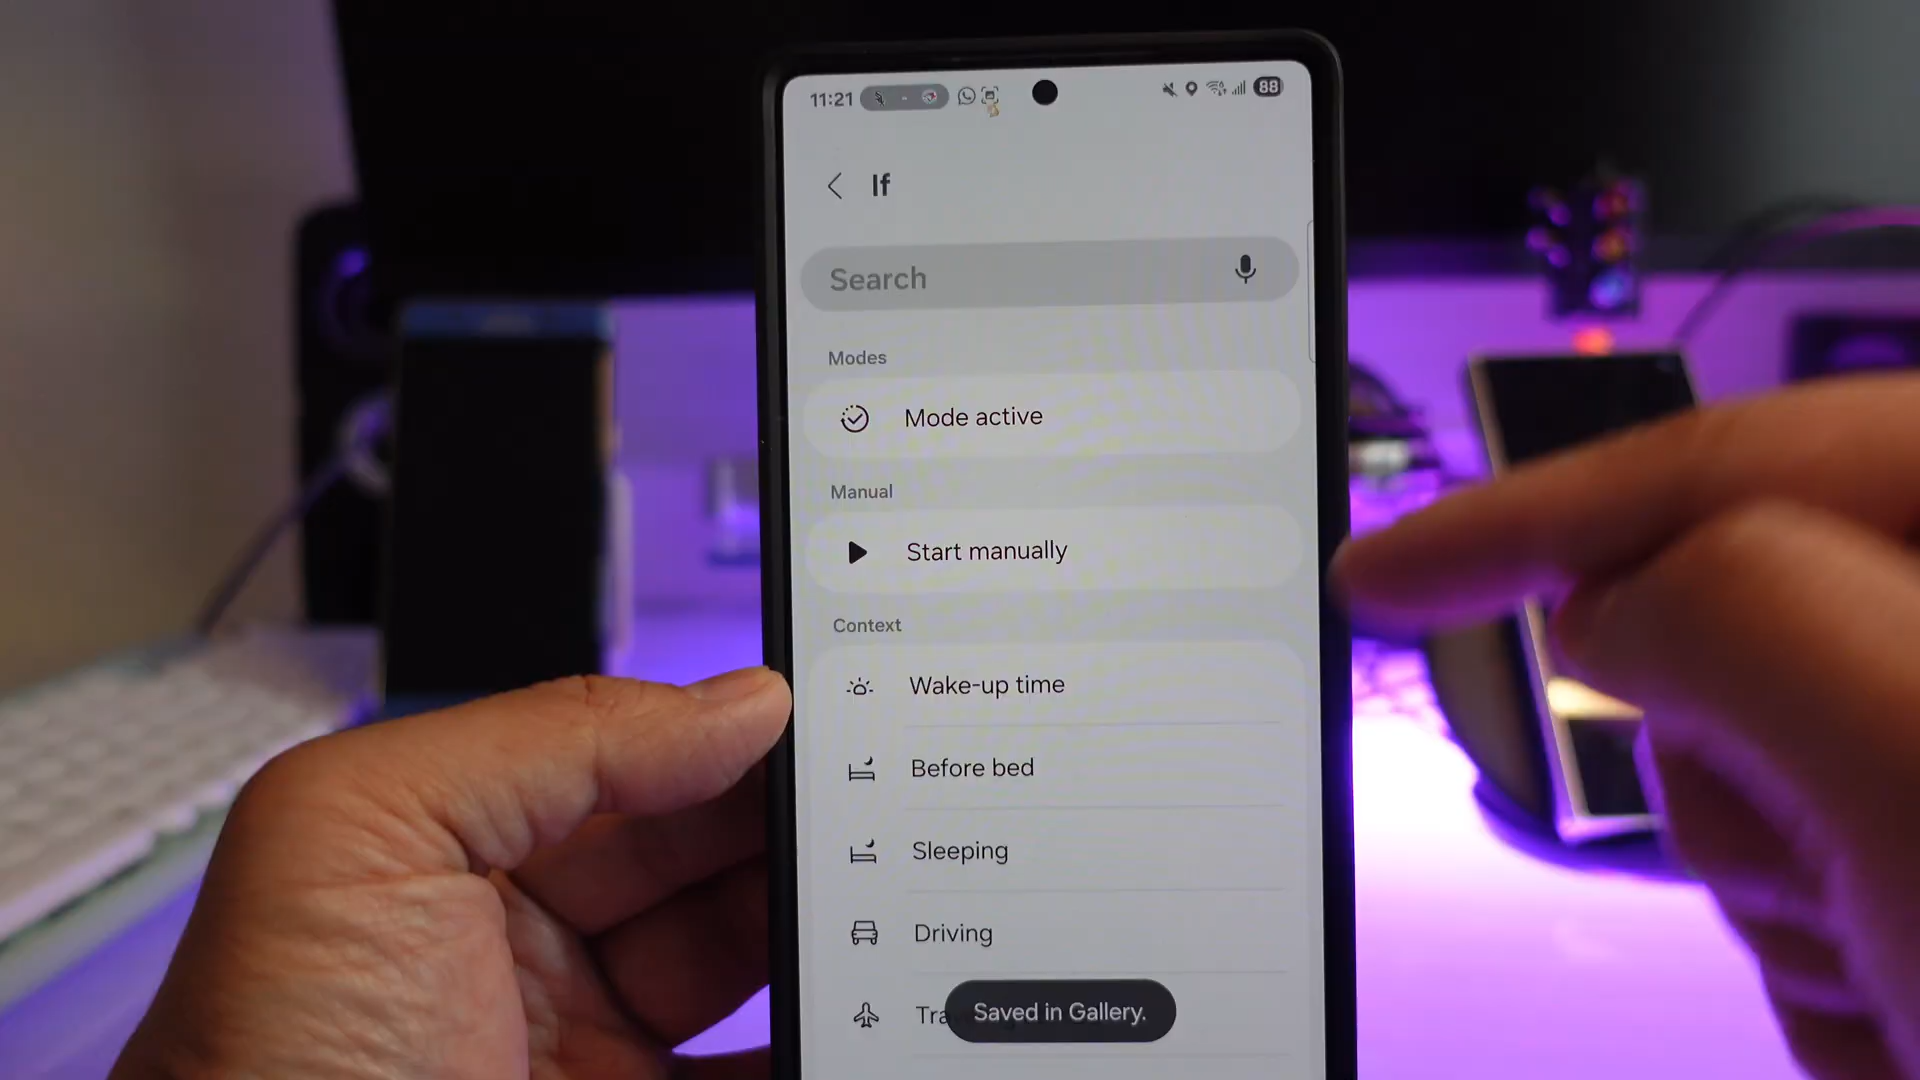 11:21
88
If
Search
Modes
Mode active
Manual
Start manually
Context
Wake-up time
Before bed
Sleeping
Driving
Tra
Saved in Gallery.